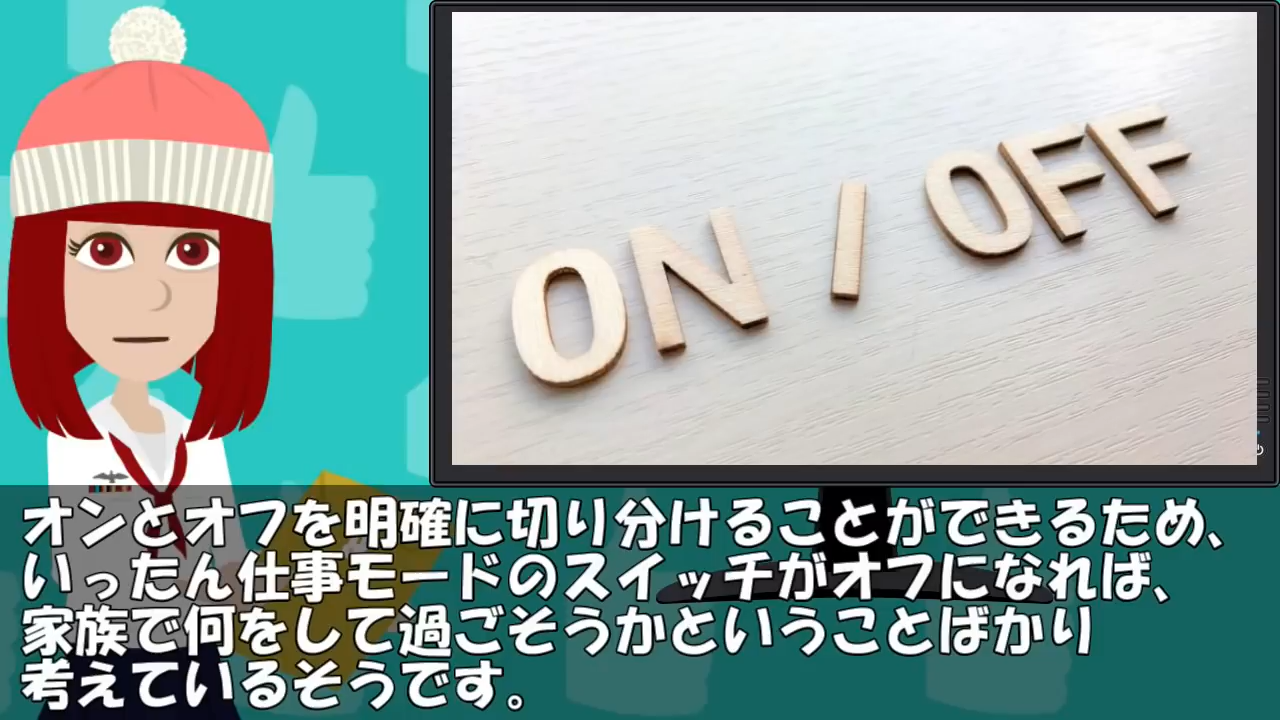 ON / OFF
オンとオフを明確に切り分けることができるため、
いったん仕事モードのスイッチがオフになれば、
家族で何をして過ごそうかということばかり
考えているそうです。